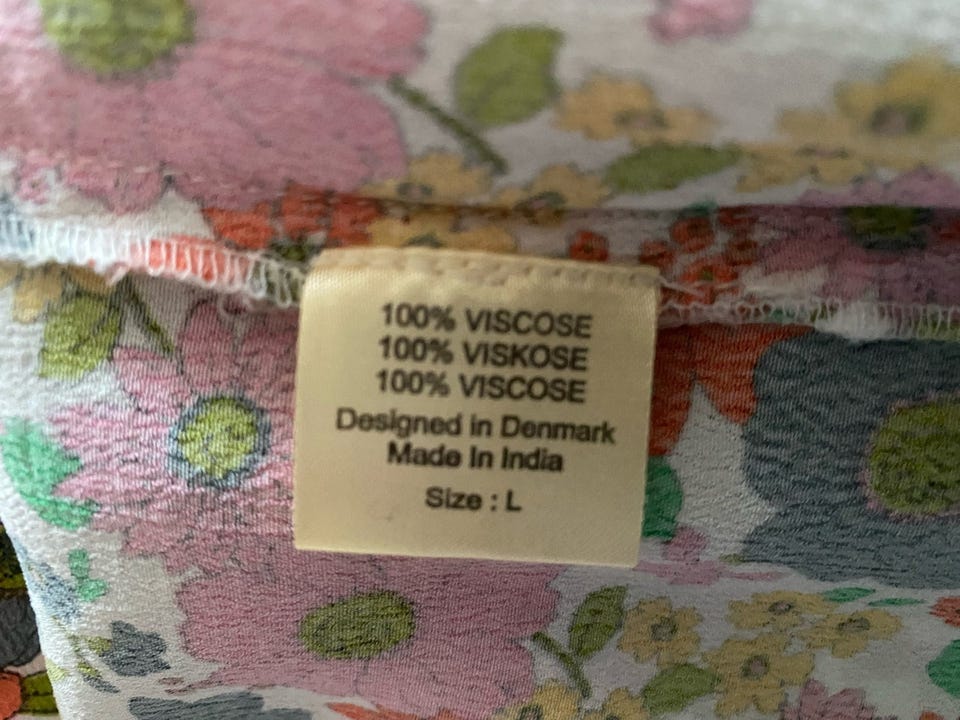 100% VISCOSE
100% VISKOSE
100% VISCOSE
Designed in Denmark
Made In India
Size : L